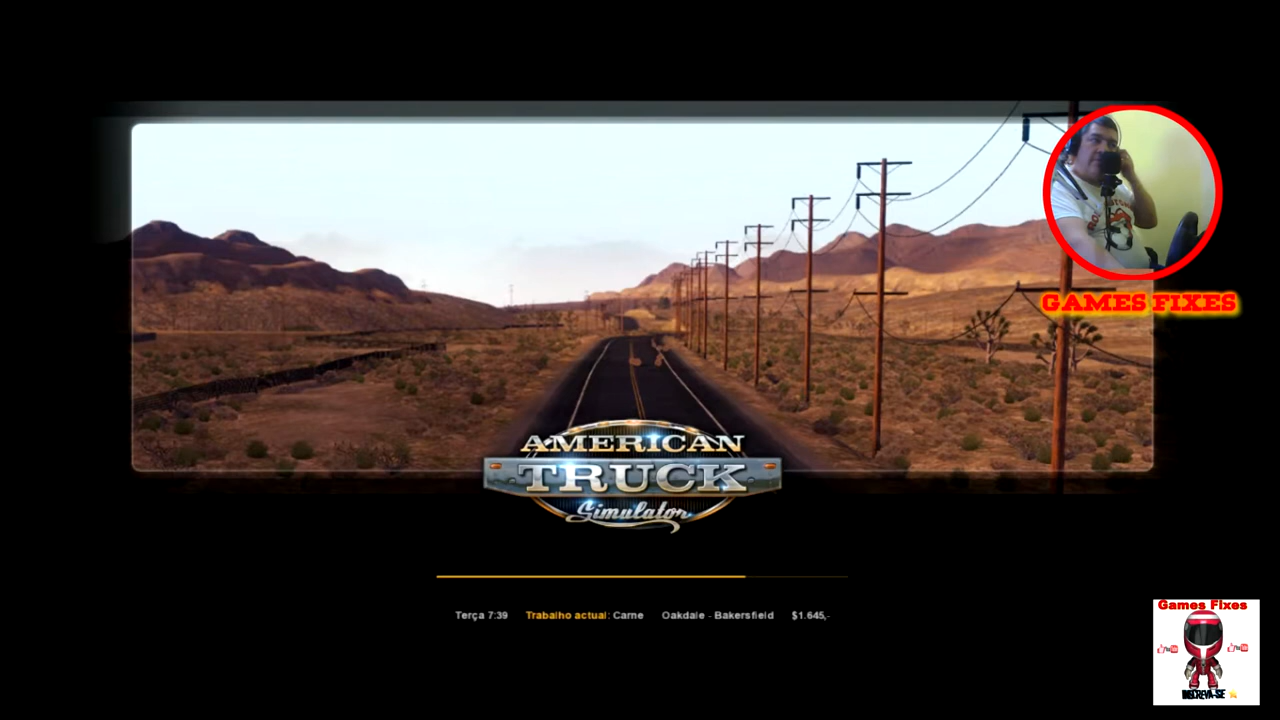 GAMES FIXES
AMERICAN
TRUCK
Simulator
Terça 7:39 Trabalho actual: Carne Oakdale - Bakersfield $1.645,-
Games Fixes
INSCREVA-SE